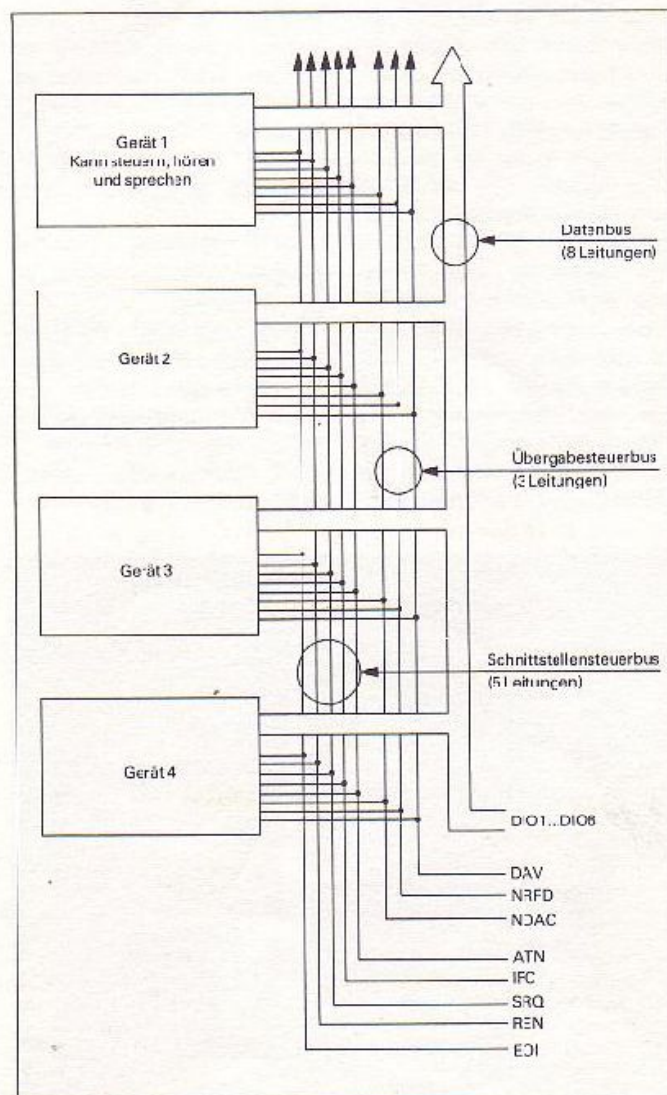 Gerät 1
Kann steuern, hören
und sprechen
Datenbus
(8 Leitungen)
Gerät 2
Übergabesteuerbus
(3 Leitungen)
Gerät 3
Schnittstellensteuerbus
(5 Leitungen)
Gerät 4
DIO1...DIO8
DAV
NRFD
NDAC
ATN
IFC
SRQ
REN
EOI